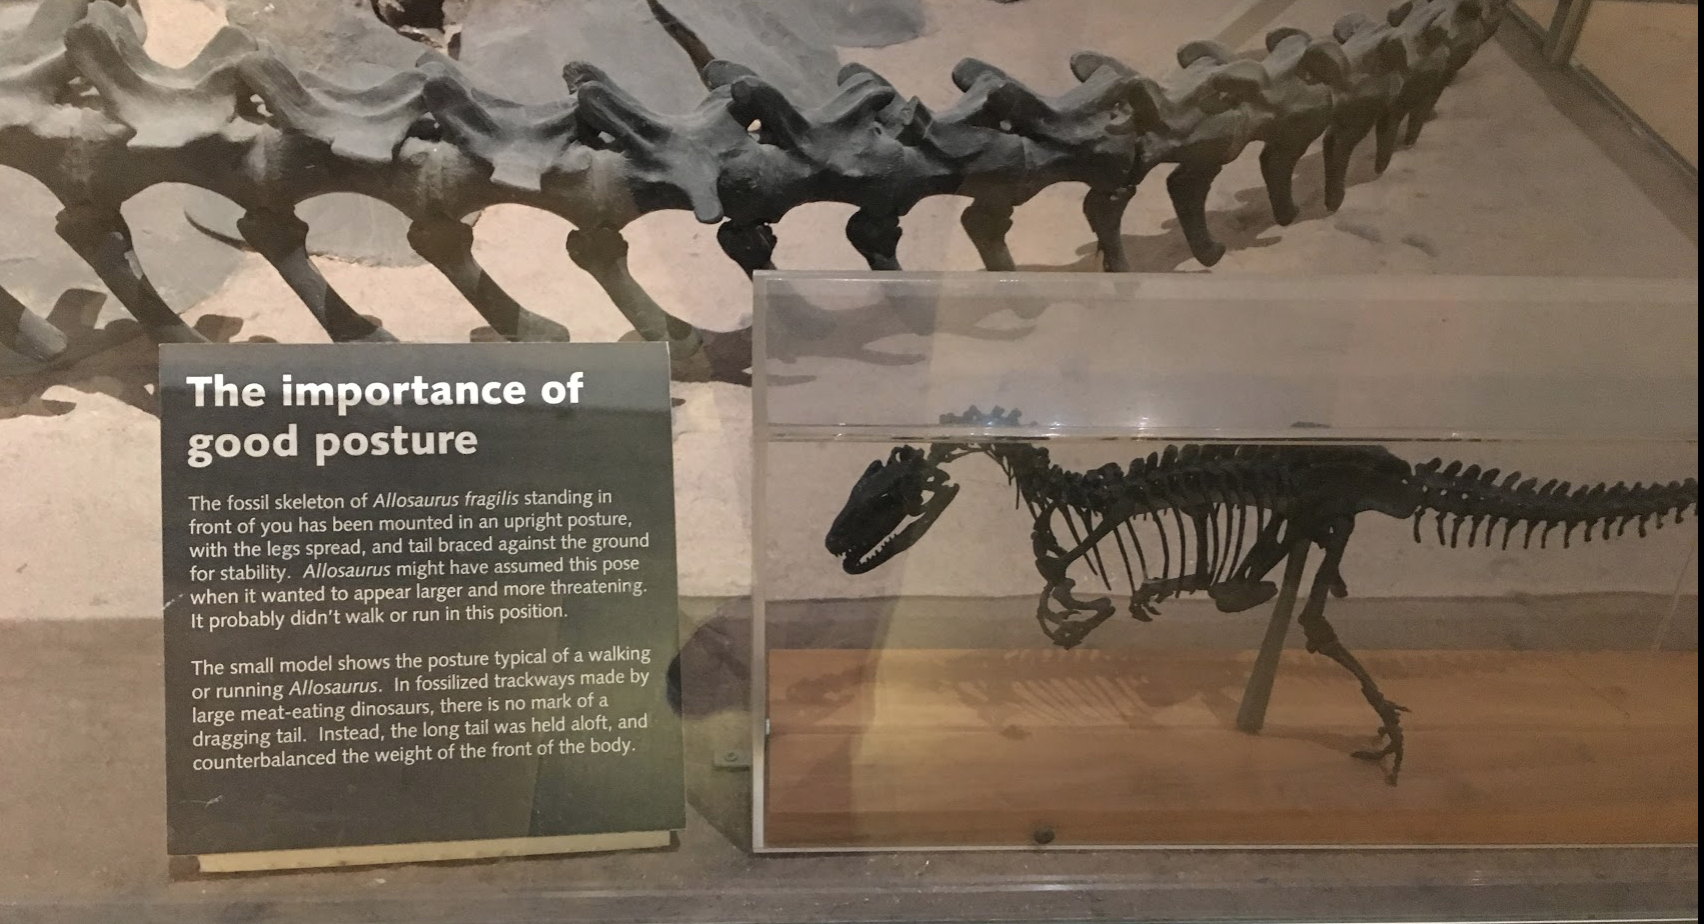 The importance of
good posture
The fossil skeleton of Allosaurus fragilis standing in
front of you has been mounted in an upright posture,
with the legs spread, and tail braced against the ground
for stability. Allosaurus might have assumed this pose
when it wanted to appear larger and more threatening.
It probably didn't walk or run in this position.
The small model shows the posture typical of a walking
or running Allosaurus. In fossilized trackways made by
large meat-eating dinosaurs, there is no mark of a
dragging tail. Instead, the long tail was held aloft, and
counterbalanced the weight of the front of the body.